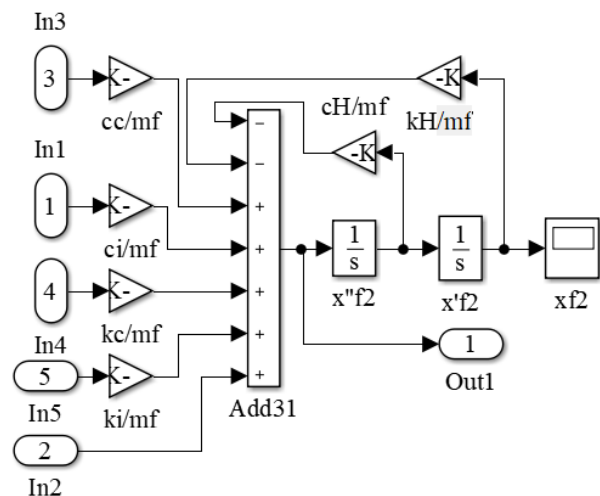 In3
3
K-
cc/mf
-K
kH/mf
cH/mf
-K
In1
1
K-
ci/mf
4
K-
kc/mf
In4
5
K-
ki/mf
In5
2
In2
−
−
+
+
+
+
+
Add31
1
s
x"f2
1
s
x'f2
xf2
1
Out1